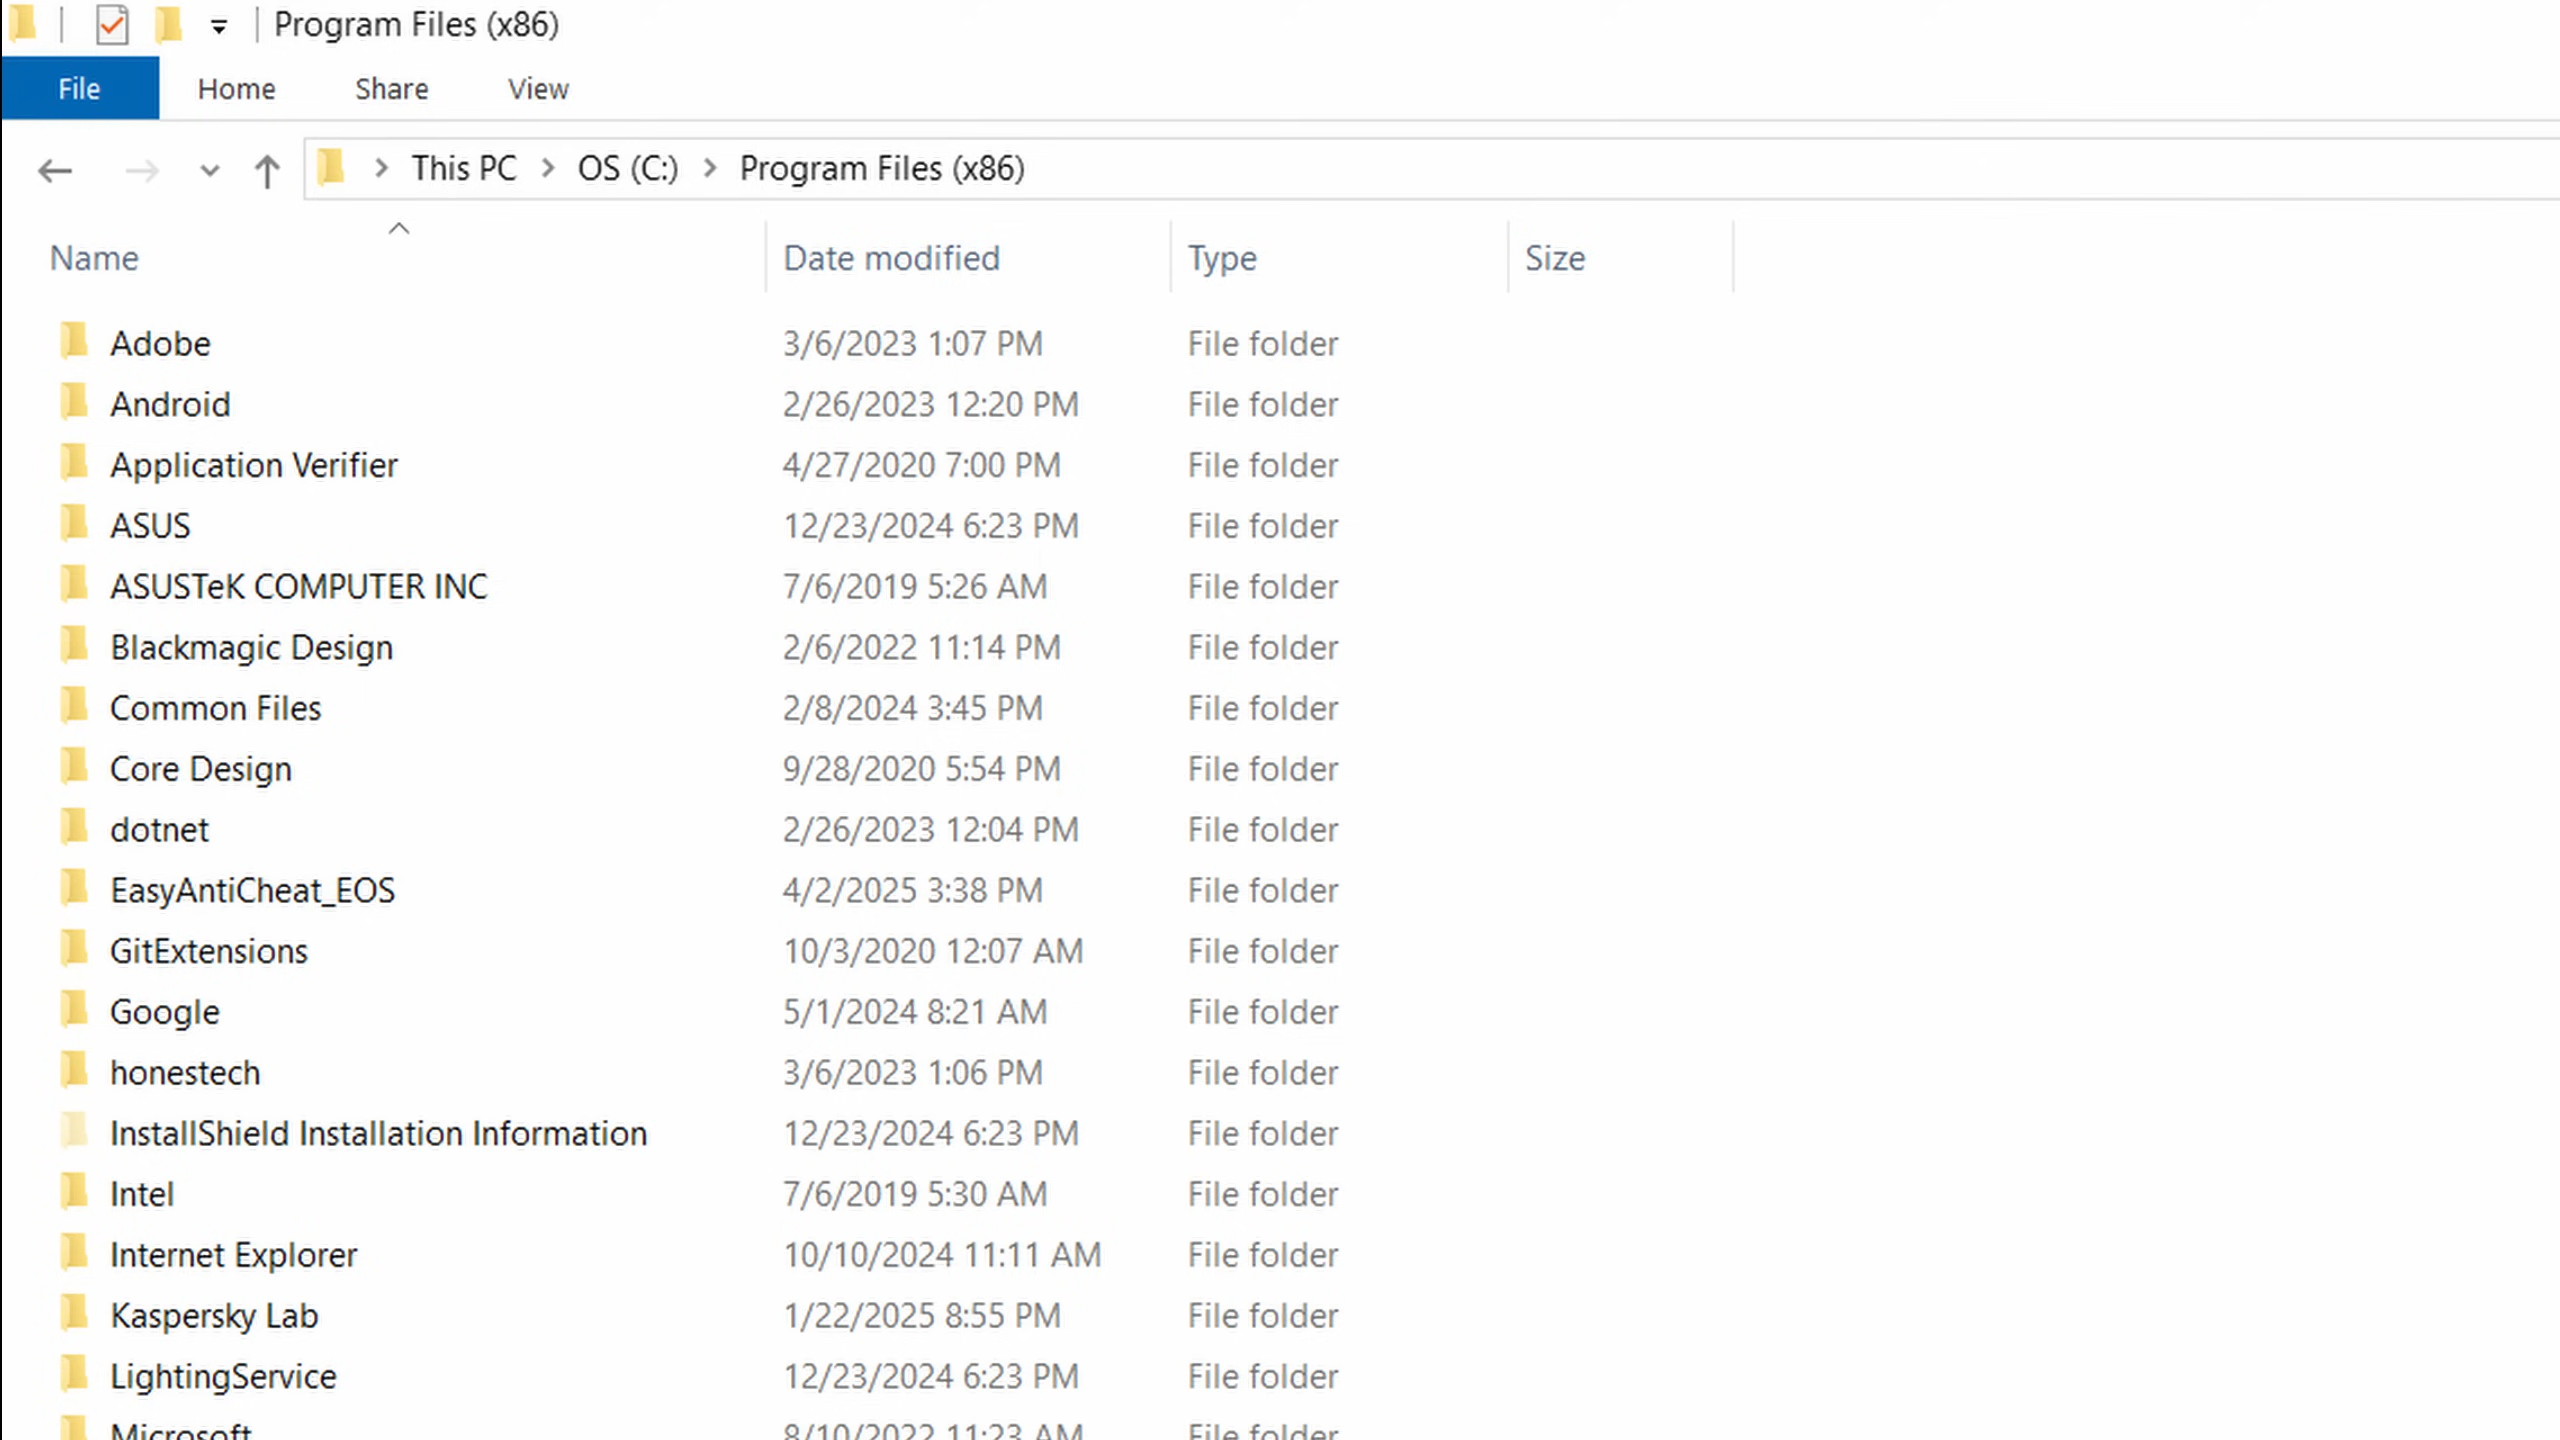 Program Files (x86)
File Home Share View
This PC OS (C:) Program Files (x86)
Name Date modified Type Size
Adobe 3/6/2023 1:07 PM File folder
Android 2/26/2023 12:20 PM File folder
Application Verifier 4/27/2020 7:00 PM File folder
ASUS 12/23/2024 6:23 PM File folder
ASUSTeK COMPUTER INC 7/6/2019 5:26 AM File folder
Blackmagic Design 2/6/2022 11:14 PM File folder
Common Files 2/8/2024 3:45 PM File folder
Core Design 9/28/2020 5:54 PM File folder
dotnet 2/26/2023 12:04 PM File folder
EasyAntiCheat_EOS 4/2/2025 3:38 PM File folder
GitExtensions 10/3/2020 12:07 AM File folder
Google 5/1/2024 8:21 AM File folder
honestech 3/6/2023 1:06 PM File folder
InstallShield Installation Information 12/23/2024 6:23 PM File folder
Intel 7/6/2019 5:30 AM File folder
Internet Explorer 10/10/2024 11:11 AM File folder
Kaspersky Lab 1/22/2025 8:55 PM File folder
LightingService 12/23/2024 6:23 PM File folder
Microsoft 8/10/2022 11:23 AM File folder